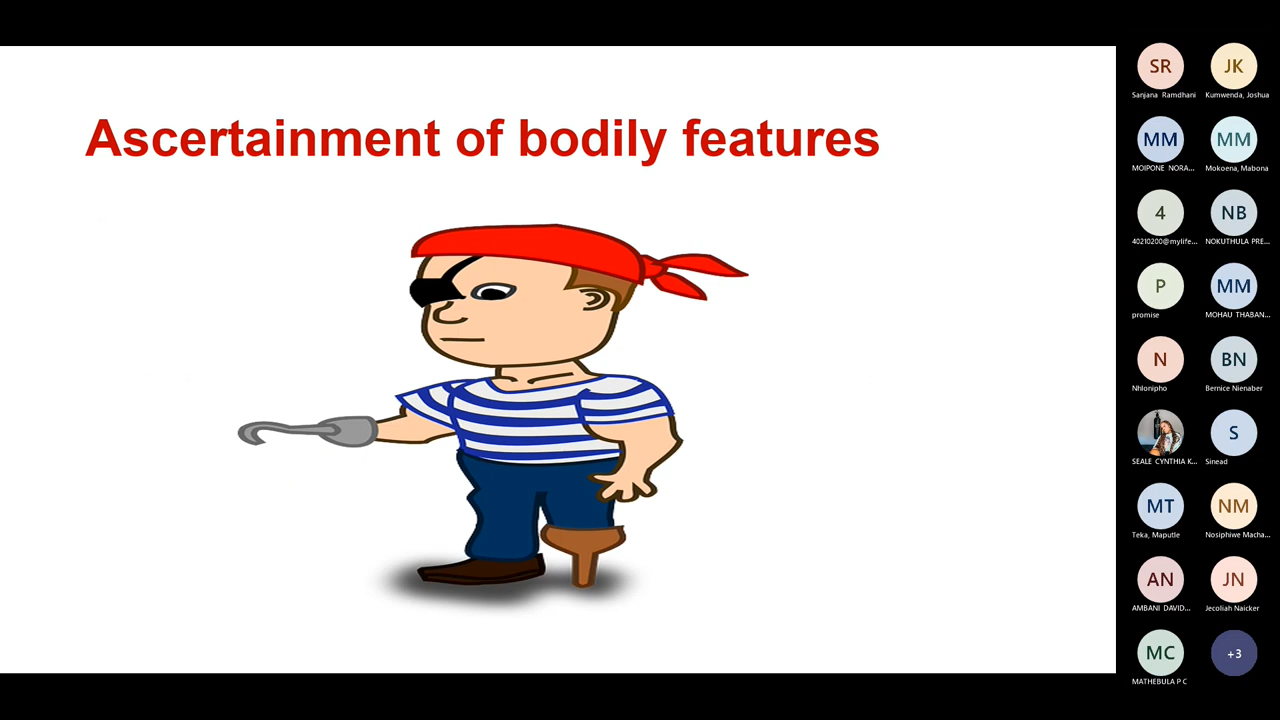 Ascertainment of bodily features
SR
JK
Sanjana Ramdhani
Kumwenda, Joshua
MM
MM
MOIPONE NORA...
Mokoena, Mabona
4
NB
40210200@mylife...
NOKUTHULA PRE...
P
MM
promise
MOHAU THABAN...
N
BN
Nhlonipho
Bernice Nienaber
S
SEALE CYNTHIA K...
Sinead
MT
NM
Teka, Maputle
Nosiphiwe Macha...
AN
JN
AMBANI DAVID...
Jecoliah Naicker
MC
+3
MATHEBULA P C